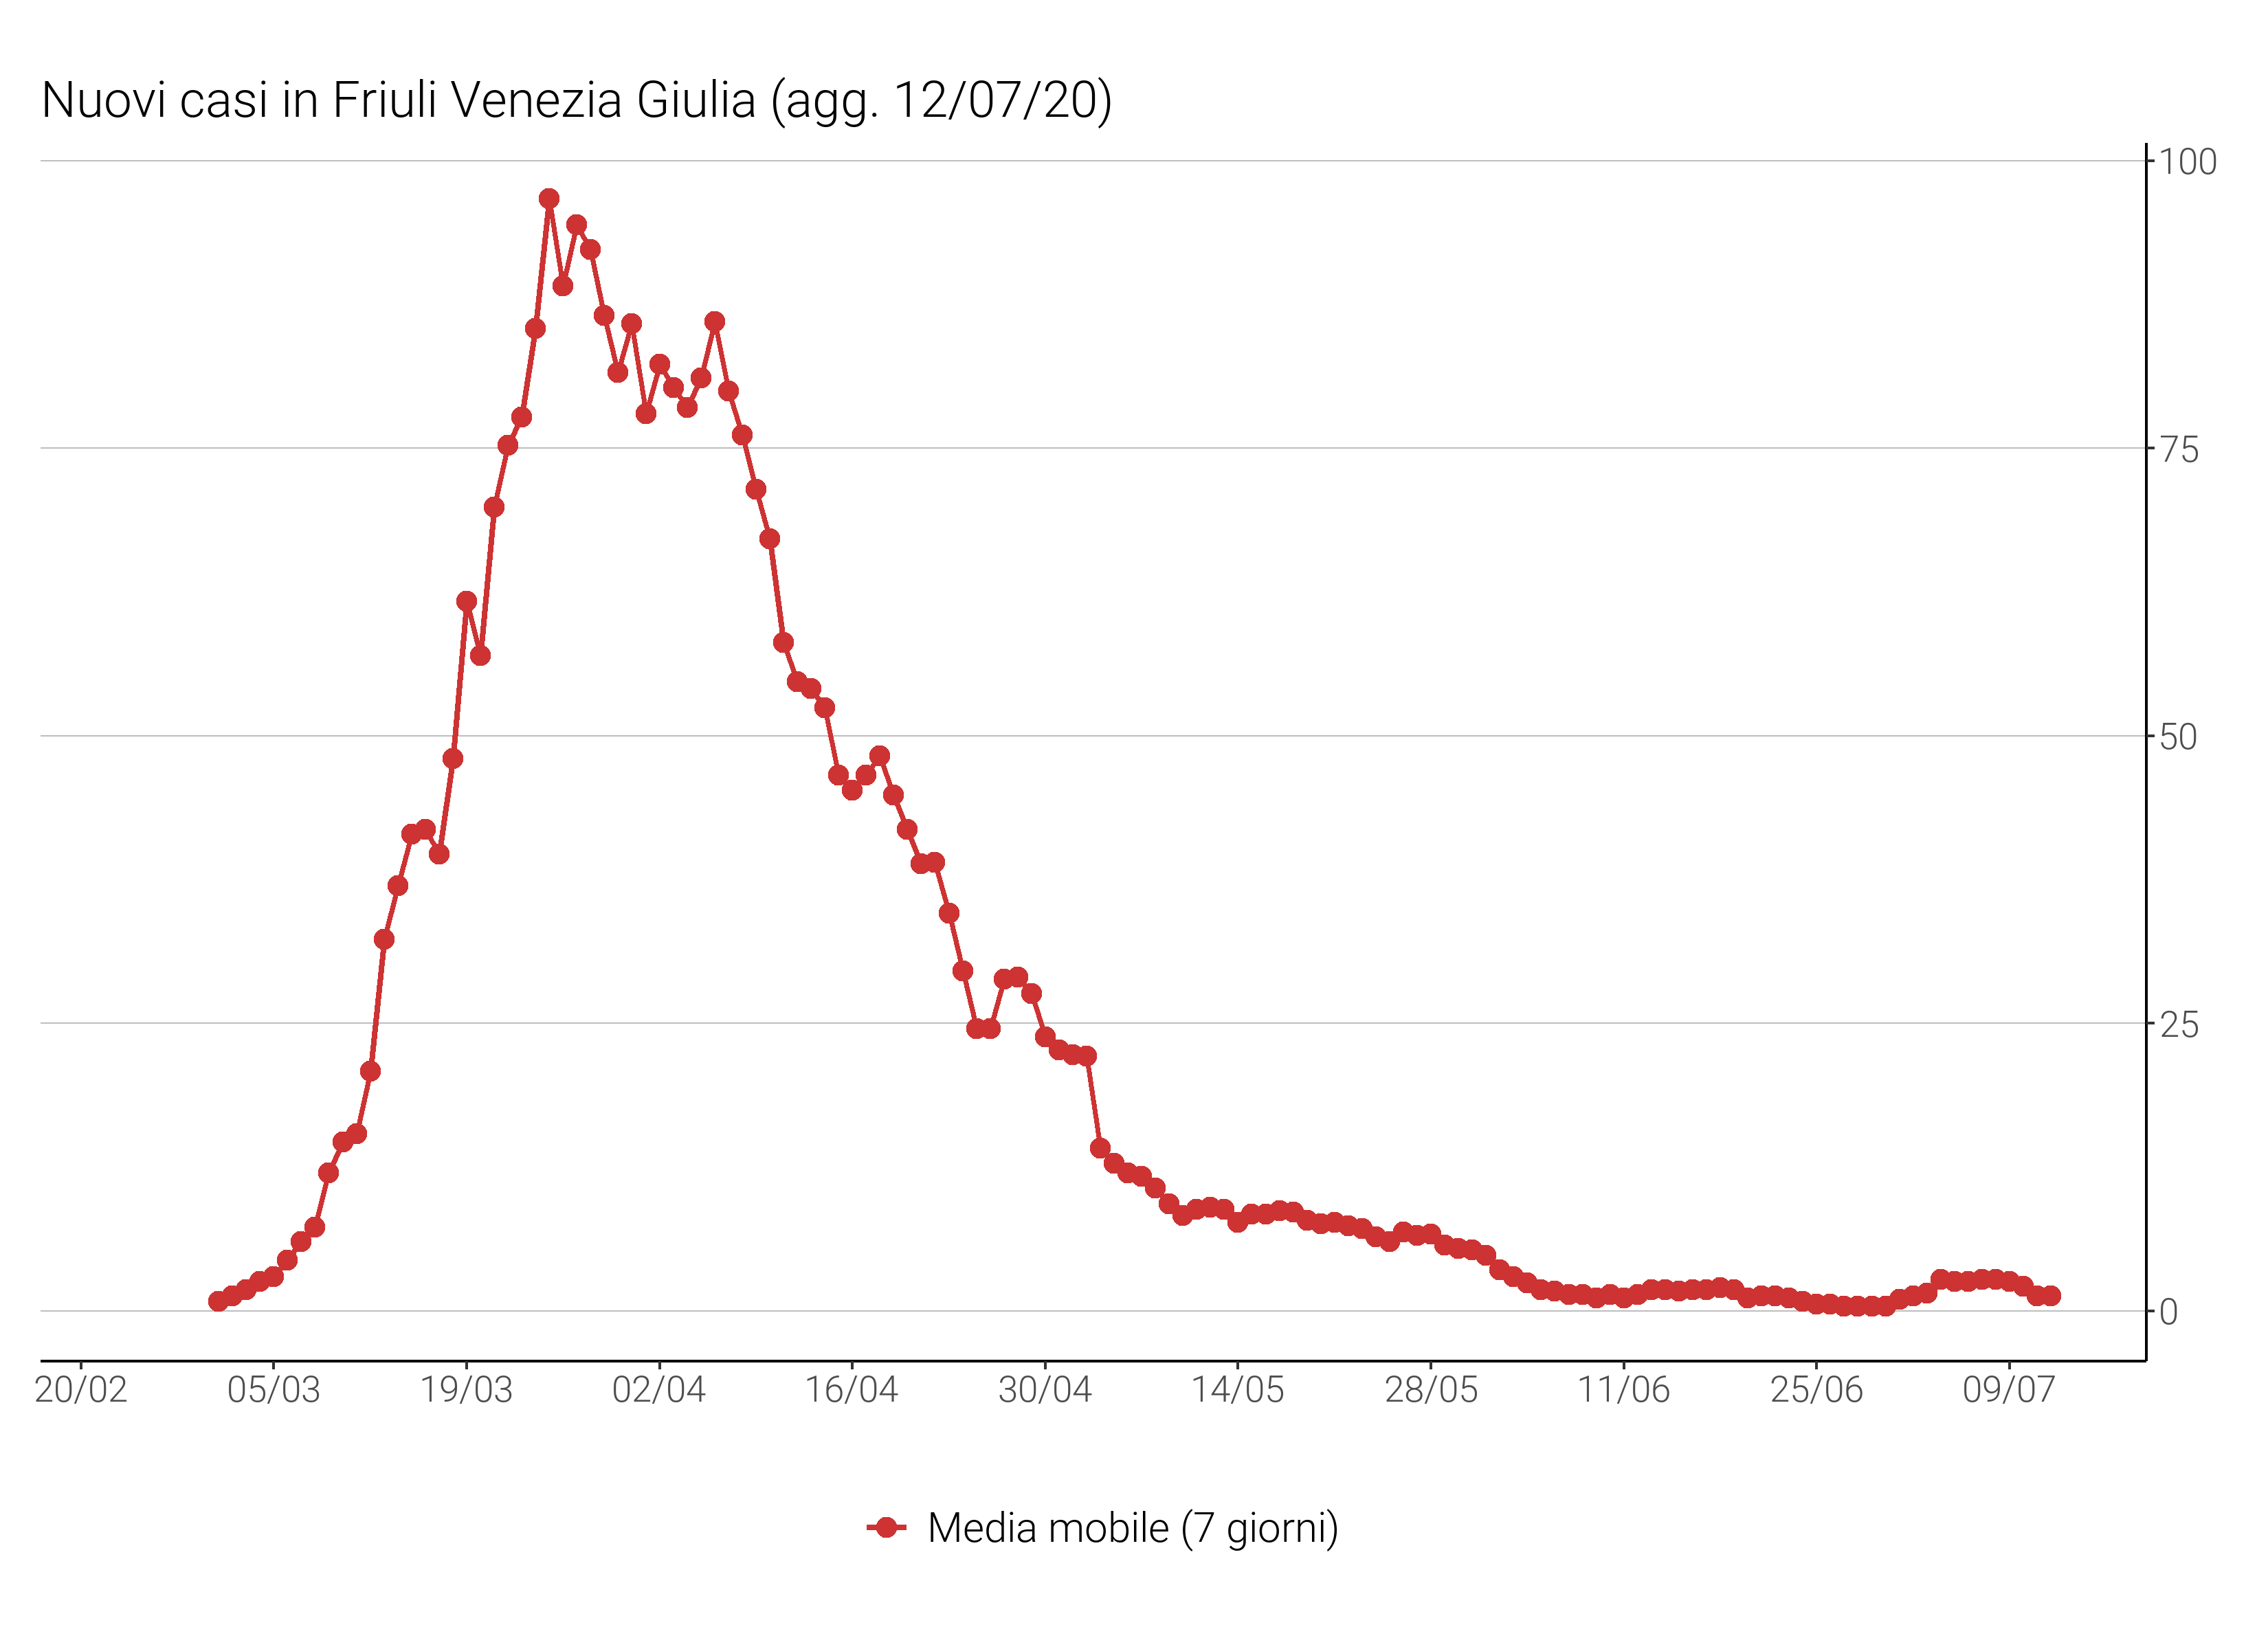 Nuovi casi in Friuli Venezia Giulia (agg. 12/07/20)
100
75
50
25
0
20/02 05/03 19/03 02/04 16/04 30/04 14/05 28/05 11/06 25/06 09/07
Media mobile (7 giorni)